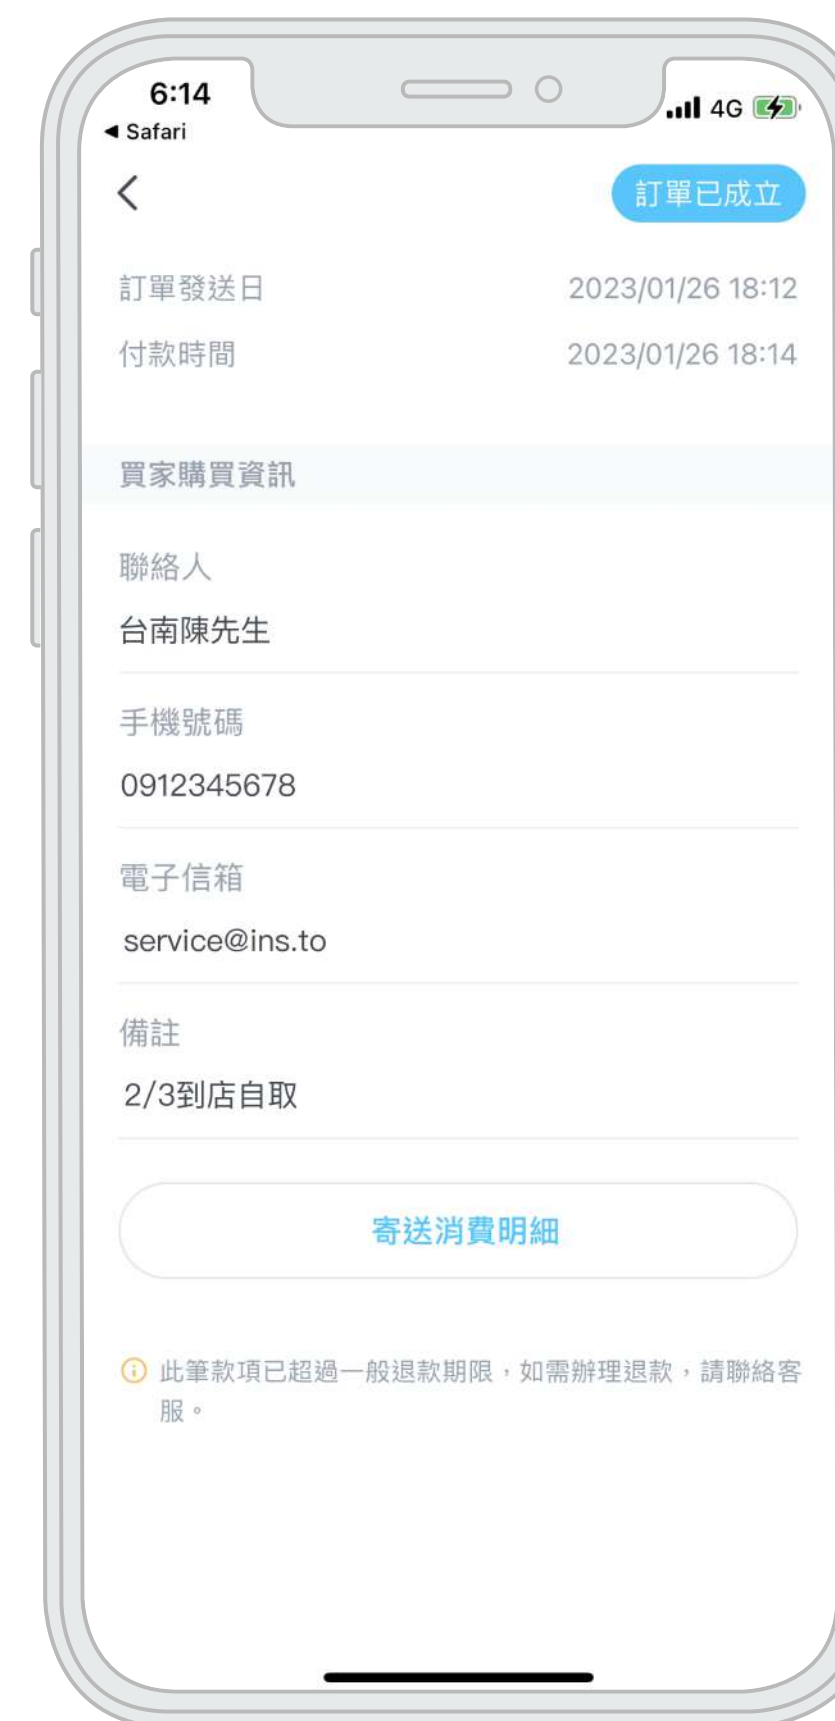 6:14
4G
◀ Safari
訂單已成立
訂單發送日 2023/01/26 18:12
付款時間 2023/01/26 18:14
買家購買資訊
聯絡人
台南陳先生
手機號碼
0912345678
電子信箱
service@ins.to
備註
2/3到店自取
寄送消費明細
此筆款項已超過一般退款期限，如需辦理退款，請聯絡客
服。